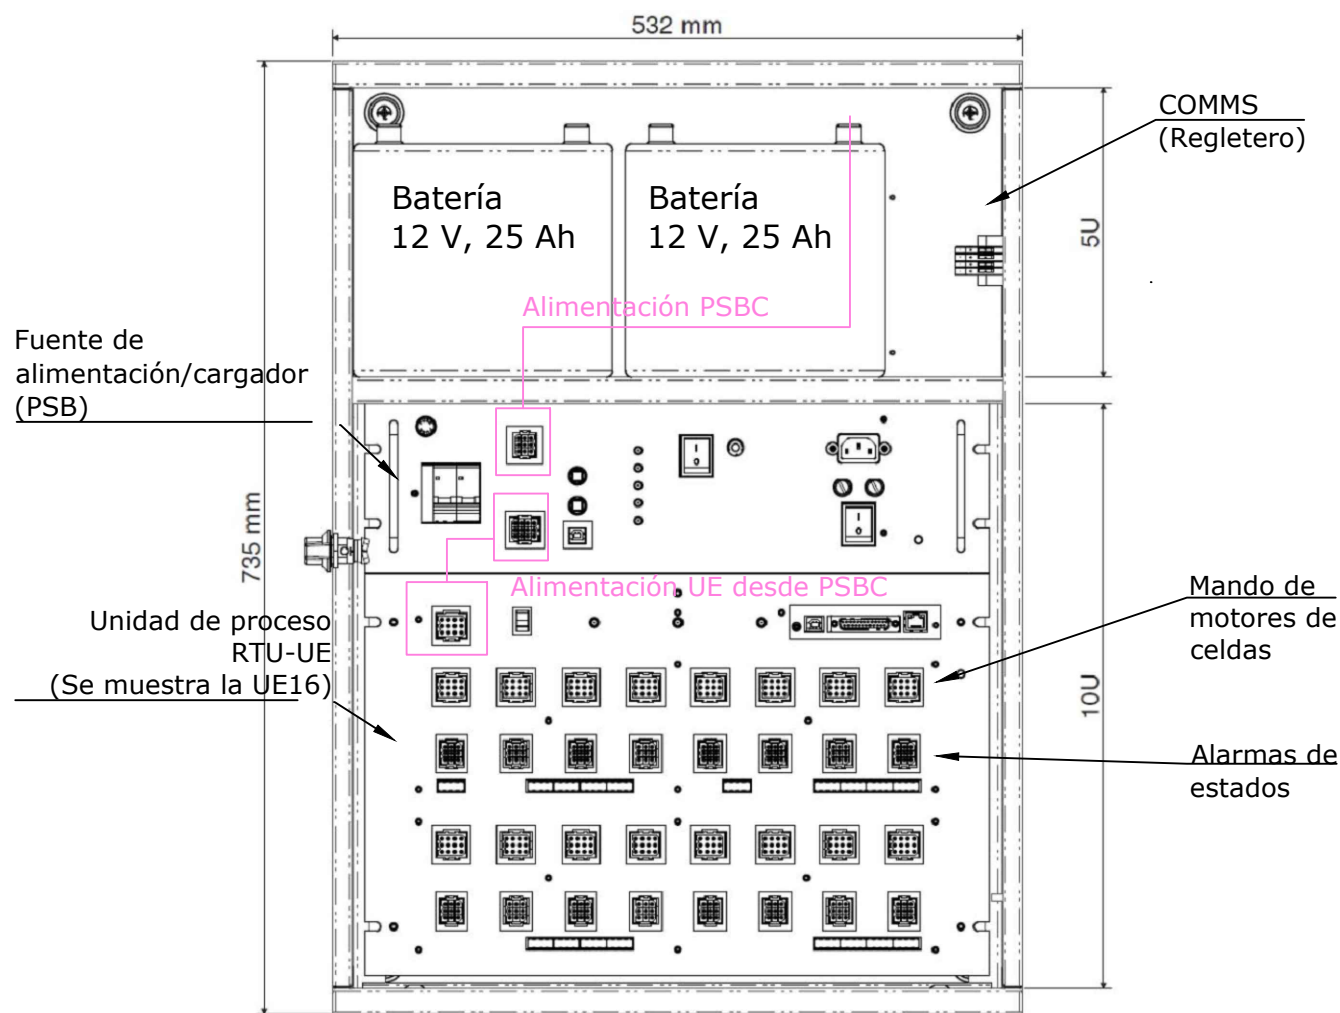 532 mm
COMMS
(Regletero)
Batería
12 V, 25 Ah
Batería
12 V, 25 Ah
5U
Alimentación PSBC
Fuente de
alimentación/cargador
(PSB)
735 mm
Alimentación UE desde PSBC
Unidad de proceso
RTU-UE
(Se muestra la UE16)
Mando de
motores de
celdas
10U
Alarmas de
estados